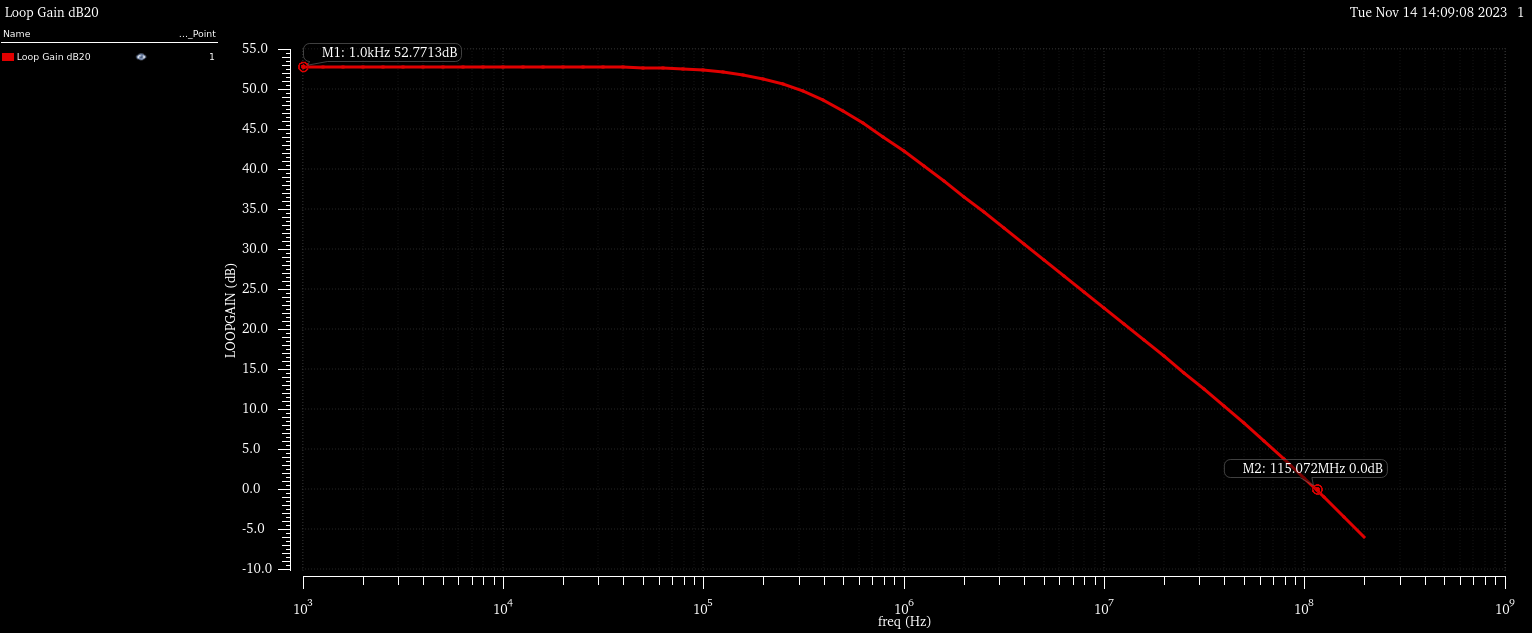 Loop Gain dB20
Tue Nov 14 14:09:08 2023 1
Name ..._Point
Loop Gain dB20 1
M1: 1.0kHz 52.7713dB
M2: 115.072MHz 0.0dB
LOOPGAIN (dB)
55.0
50.0
45.0
40.0
35.0
30.0
25.0
20.0
15.0
10.0
5.0
0.0
-5.0
-10.0
10³ 10⁴ 10⁵ 10⁶ 10⁷ 10⁸ 10⁹
freq (Hz)